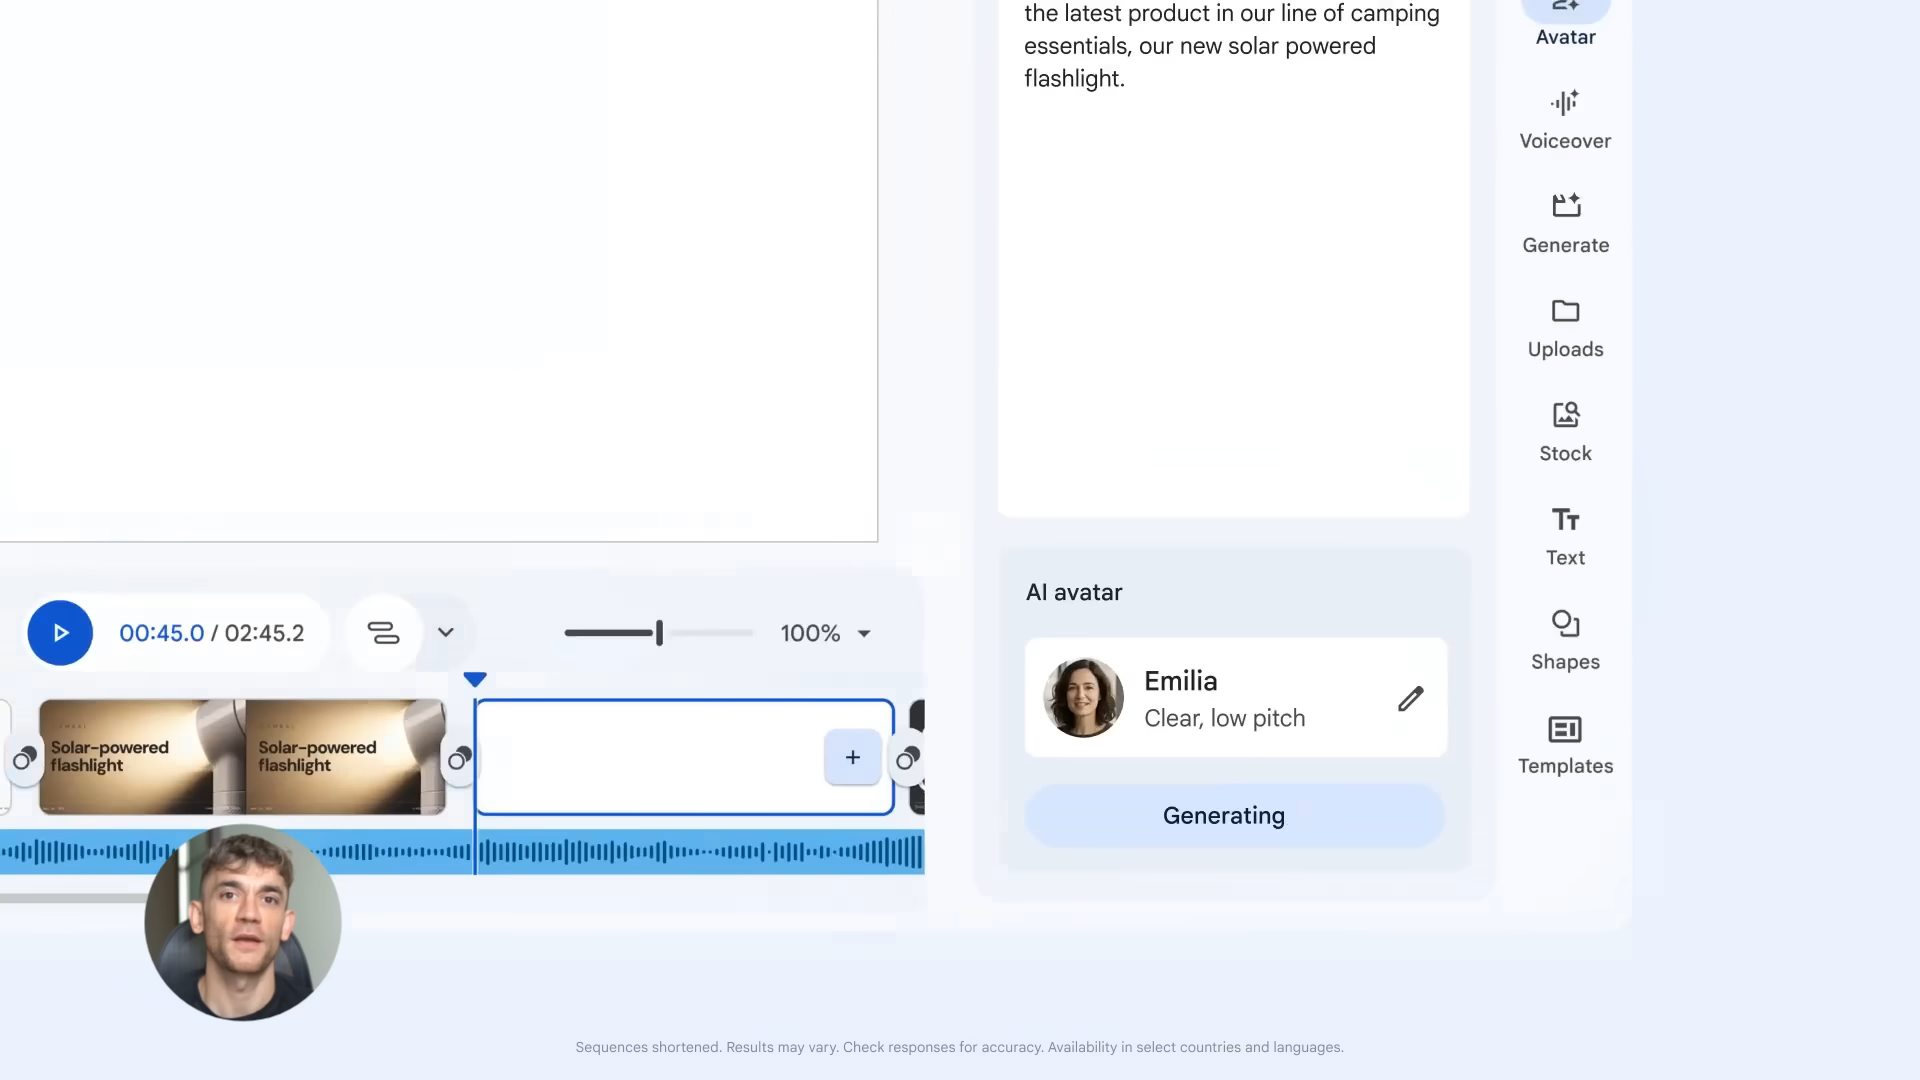 the latest product in our line of camping
essentials, our new solar powered
flashlight.
Avatar
Voiceover
Generate
Uploads
Stock
Text
Shapes
Templates
AI avatar
Emilia
Clear, low pitch
Generating
00:45.0 / 02:45.2
100%
Solar-powered
flashlight
Solar-powered
flashlight
Sequences shortened. Results may vary. Check responses for accuracy. Availability in select countries and languages.